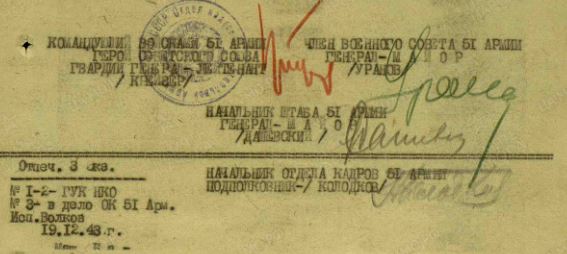 КОМАНДУЮЩИЙ ВОЙСКАМИ 51 АРМИИ
ГЕРОЙ СОВЕТСКОГО СОЮЗА
ГВАРДИИ ГЕНЕРАЛ-ЛЕЙТЕНАНТ
/КРЕЙЗЕР/
ЧЛЕН ВОЕННОГО СОВЕТА 51 АРМИИ
ГЕНЕРАЛ-МАЙОР
/УРАНОВ/
НАЧАЛЬНИК ШТАБА 51 АРМИИ
ГЕНЕРАЛ-МАЙОР
/ДАШЕВСКИЙ/
НАЧАЛЬНИК ОТДЕЛА КАДРОВ 51 АРМИИ
ПОДПОЛКОВНИК-/КОЛОДКОВ/
Отпеч. 3 экз.
№ 1-2- ГУК НКО
№ 3- в дело ОК 51 Арм.
Исп.Волков
19.12.43.г.